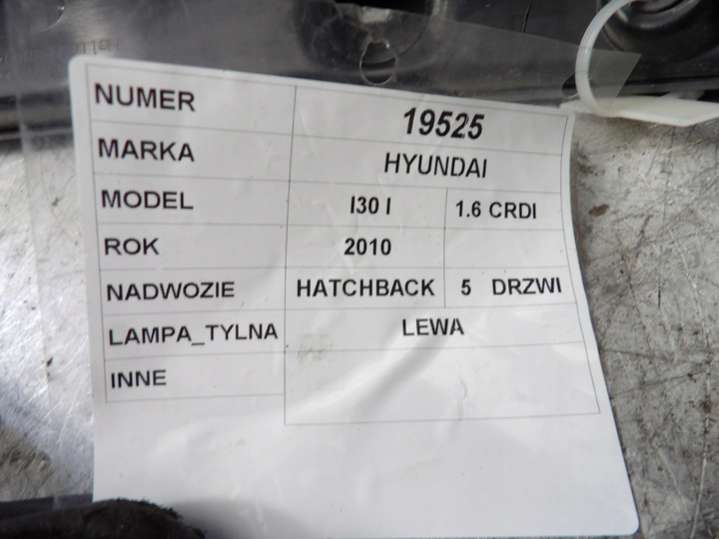 NUMER 19525
MARKA HYUNDAI
MODEL I30 I 1.6 CRDI
ROK 2010
NADWOZIE HATCHBACK 5 DRZWI
LAMPA_TYLNA LEWA
INNE